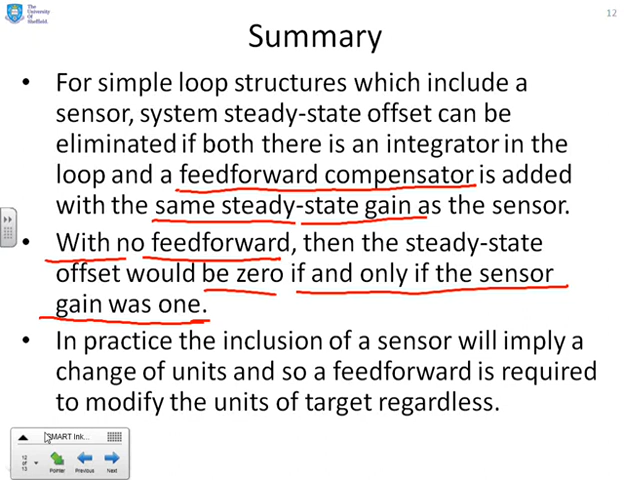 The
University
Of
Sheffield.
12
Summary
• For simple loop structures which include a
sensor, system steady-state offset can be
eliminated if both there is an integrator in the
loop and a feedforward compensator is added
with the same steady-state gain as the sensor.
• With no feedforward, then the steady-state
offset would be zero if and only if the sensor
gain was one.
• In practice the inclusion of a sensor will imply a
change of units and so a feedforward is required
to modify the units of target regardless.
SMART Ink...
12
of
13
Pointer
Previous
Next